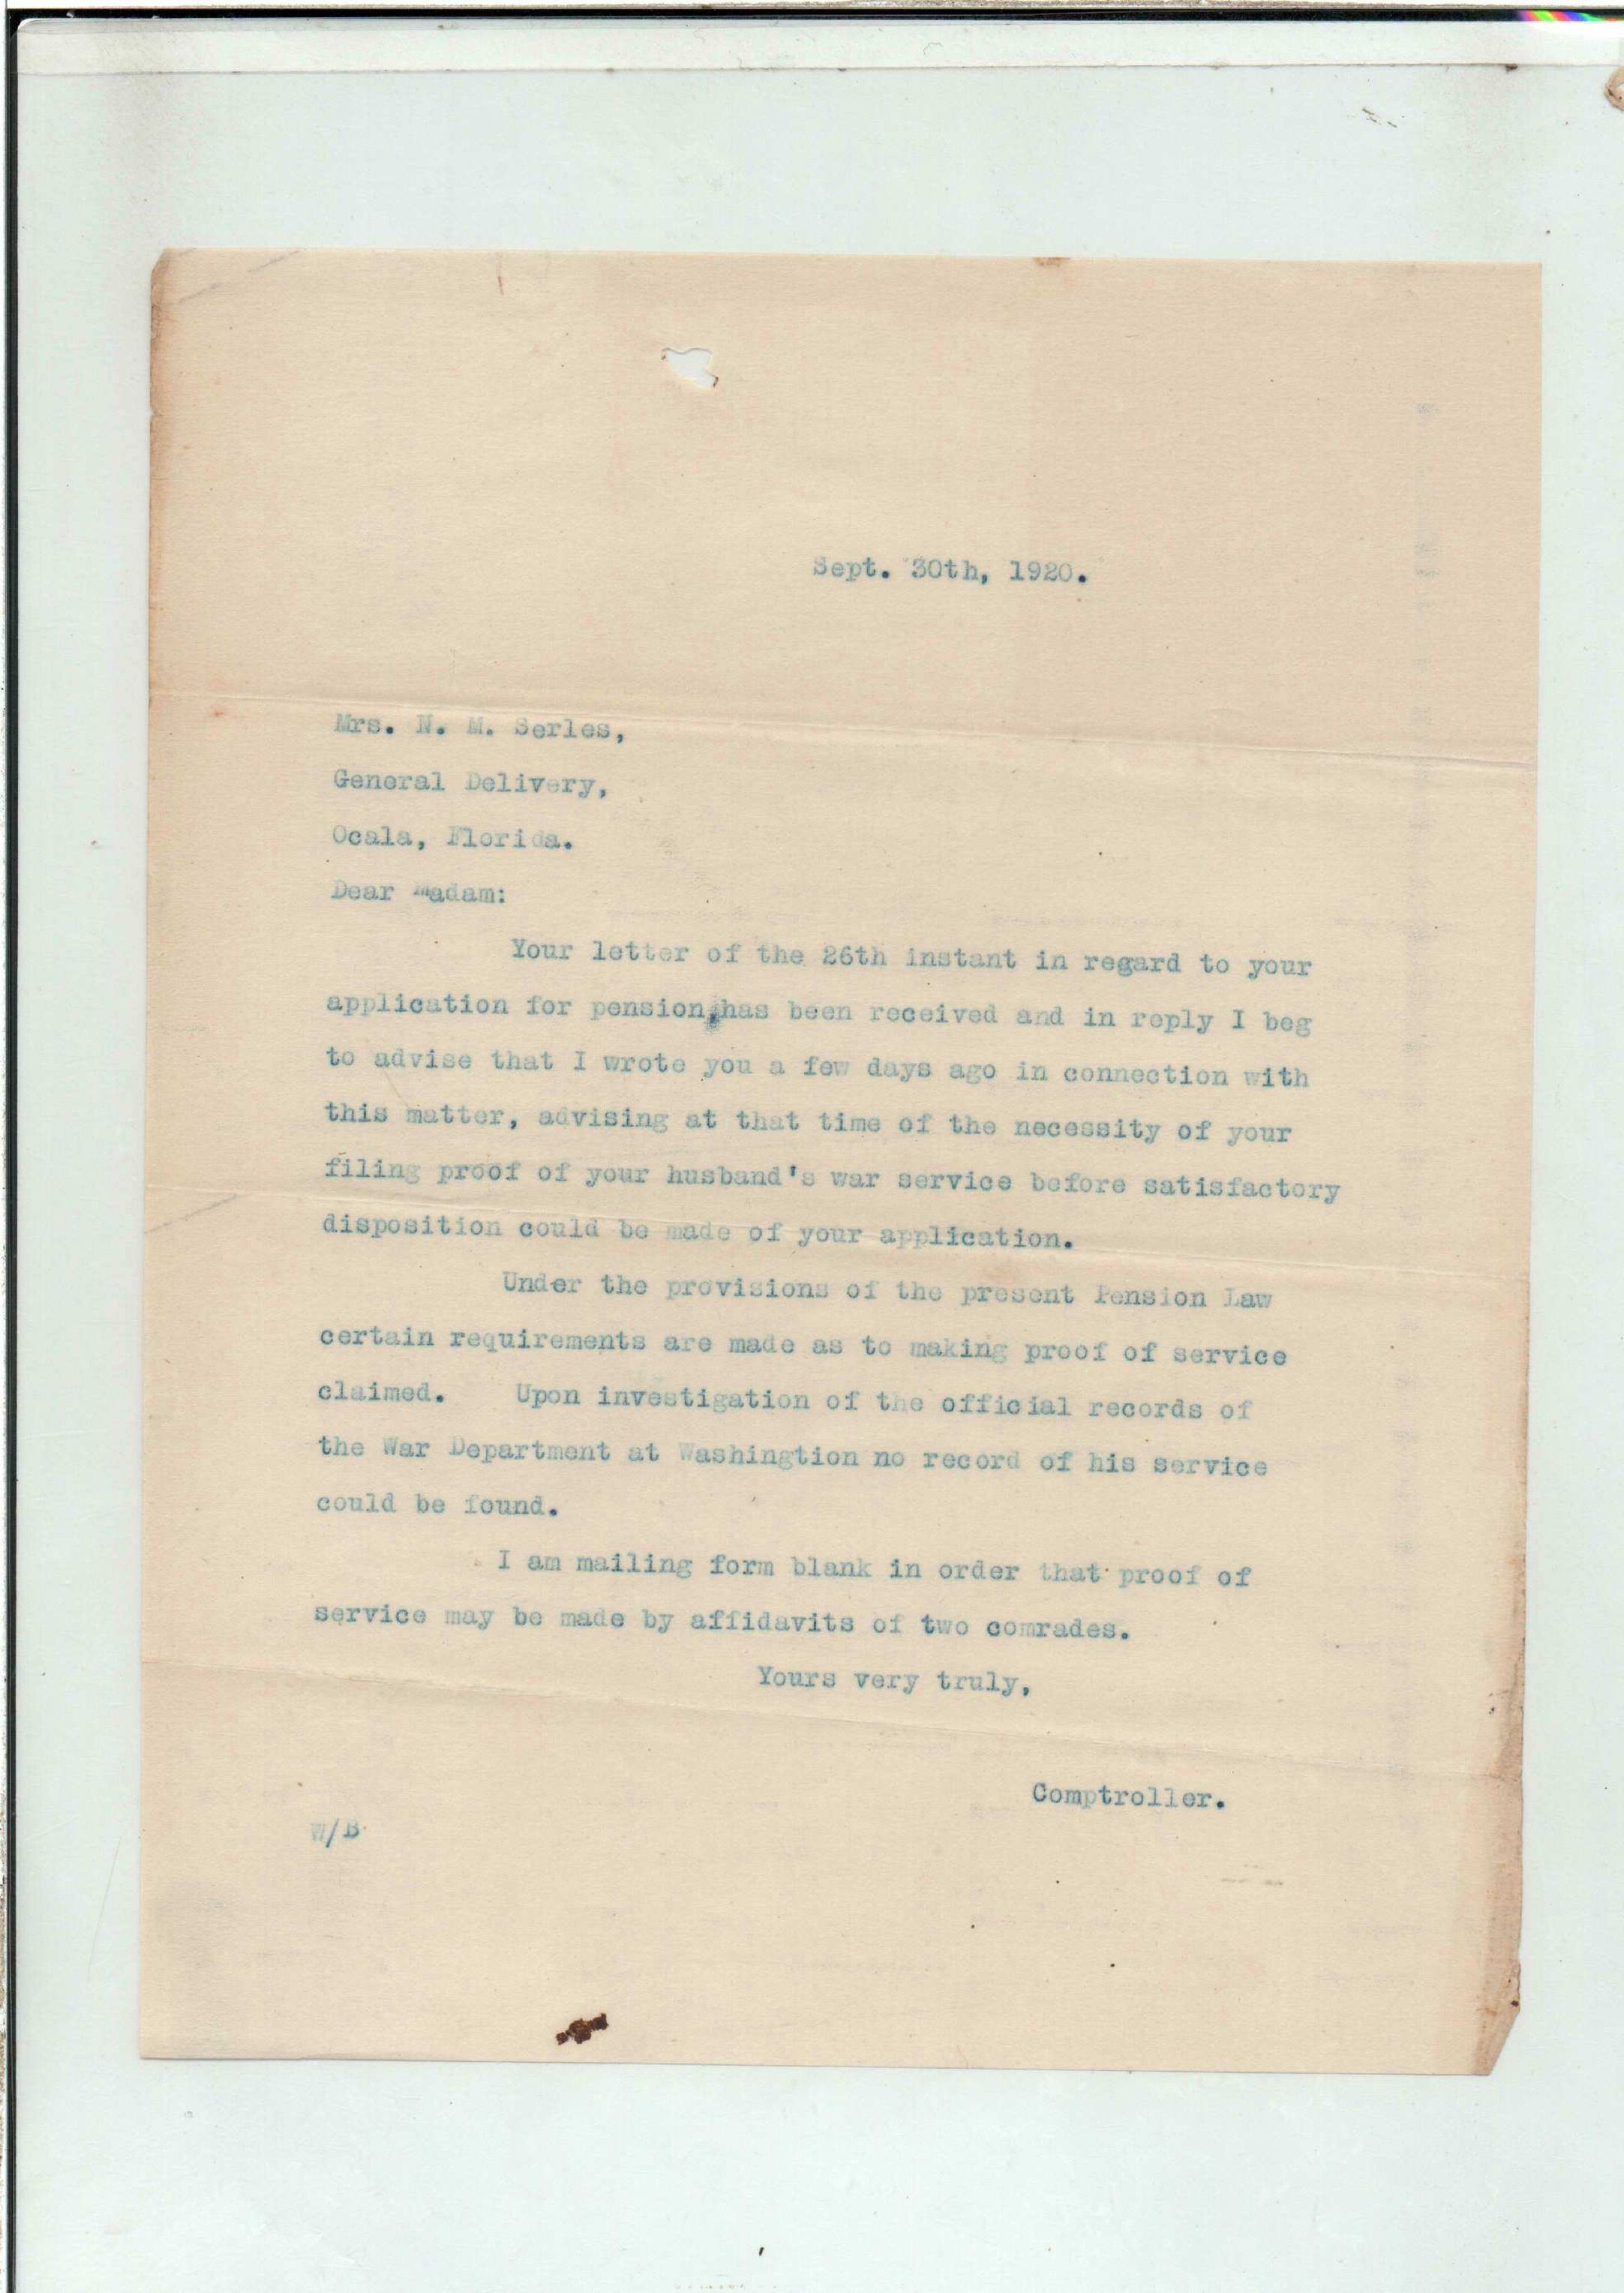 Sept. 30th, 1920.
Mrs. N. M. Serles,
General Delivery,
Ocala, Florida.
Dear Madam:
Your letter of the 26th instant in regard to your
application for pension, has been received and in reply I beg
to advise that I wrote you a few days ago in connection with
this matter, advising at that time of the necessity of your
filing proof of your husband's war service before satisfactory
disposition could be made of your application.
Under the provisions of the present Pension Law
certain requirements are made as to making proof of service
claimed. Upon investigation of the official records of
the War Department at Washingtion no record of his service
could be found.
I am mailing form blank in order that proof of
service may be made by affidavits of two comrades.
Yours very truly,
Comptroller.
W/B